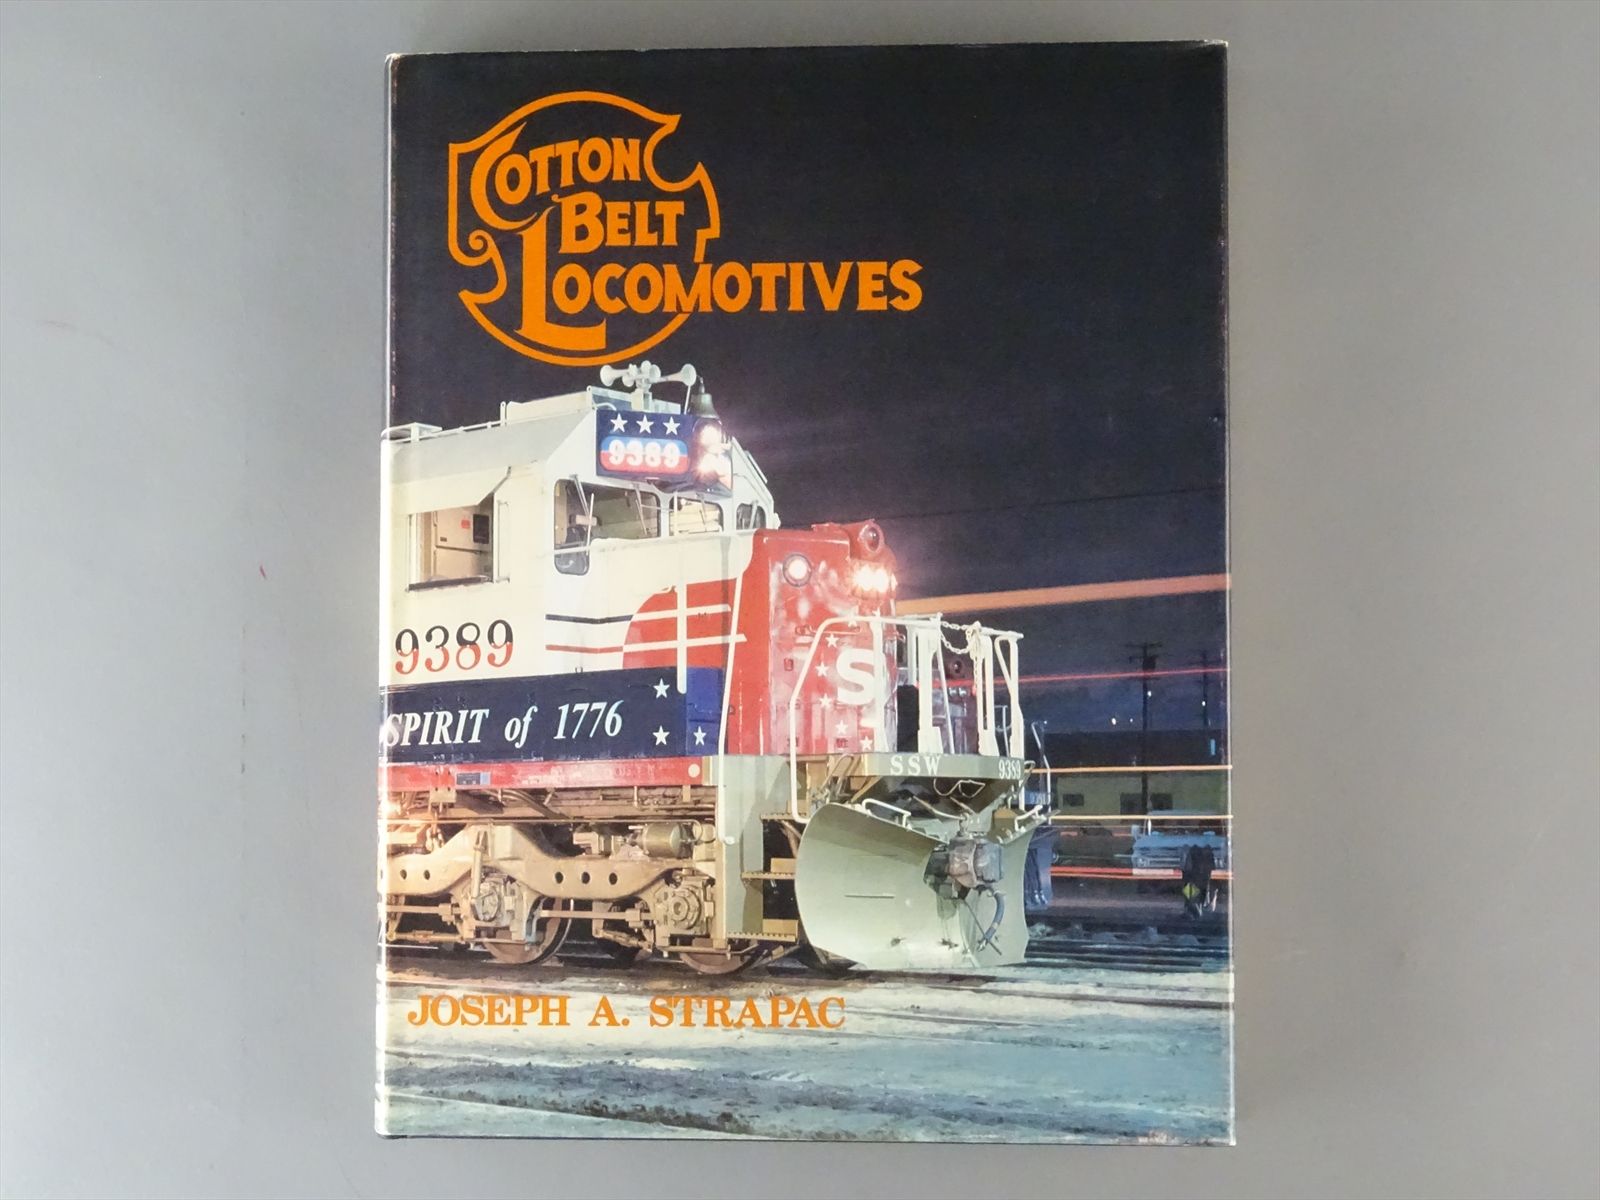 COTTON
BELT
LOCOMOTIVES
9389
9389
SPIRIT of 1776
S
SSW 9389
JOSEPH A. STRAPAC